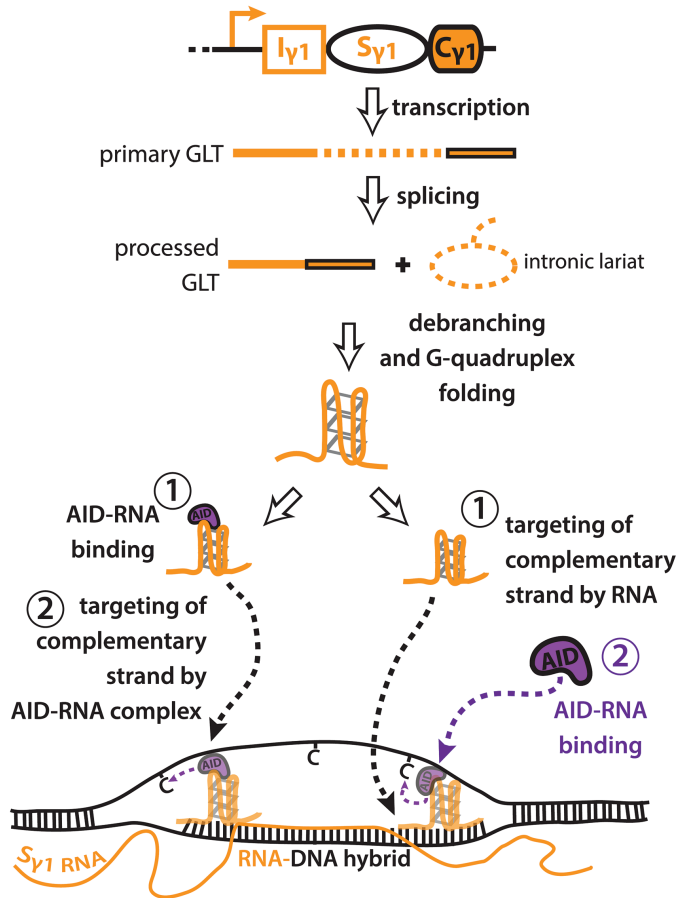 Iγ1 Sγ1 Cγ1
transcription
primary GLT
splicing
processed
GLT
+
intronic lariat
debranching
and G-quadruplex
folding
1
AID-RNA
binding
AID
2 targeting of
complementary
strand by
AID-RNA complex
1
targeting of
complementary
strand by RNA
AID
2
AID-RNA
binding
C
AID
C
C
AID
Sγ1 RNA
RNA-DNA hybrid